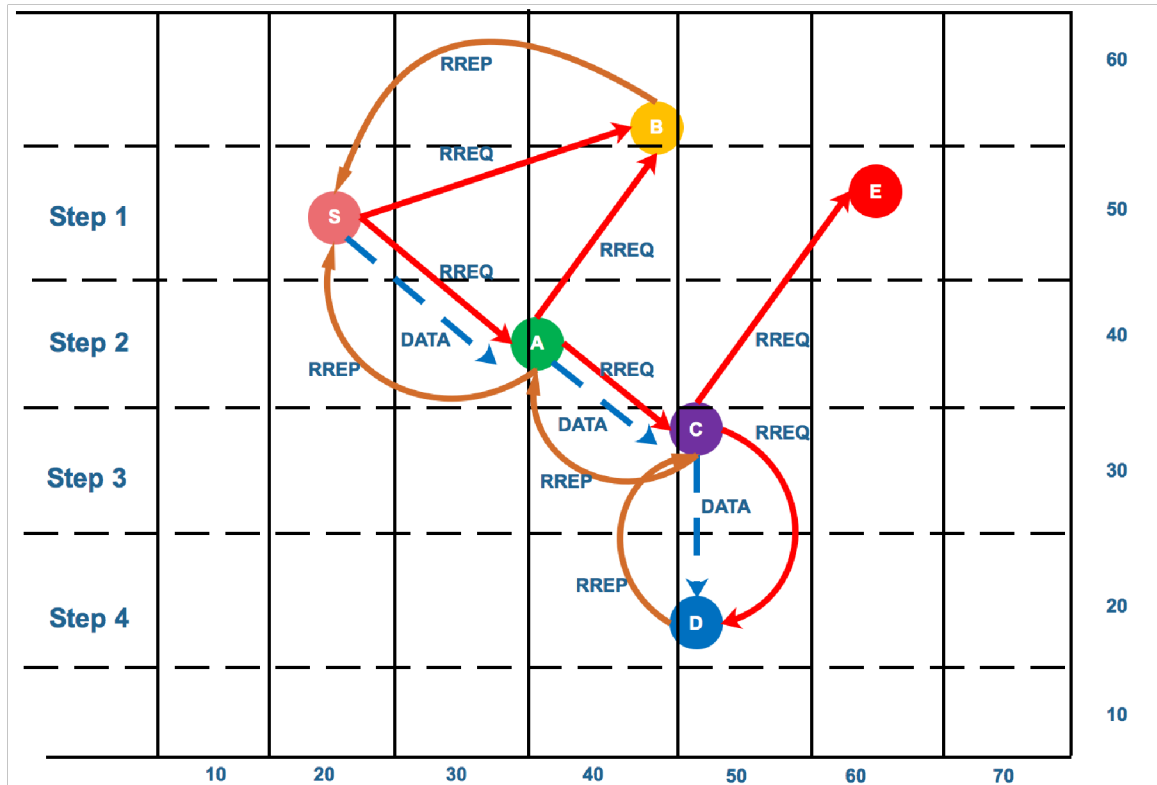 60
RREP
B
RREQ
E
Step 1
S
50
RREQ
RREQ
Step 2
DATA
A
RREQ
40
RREP
RREQ
DATA
C
RREQ
Step 3
RREP
30
DATA
RREP
Step 4
D
20
10
10
20
30
40
50
60
70